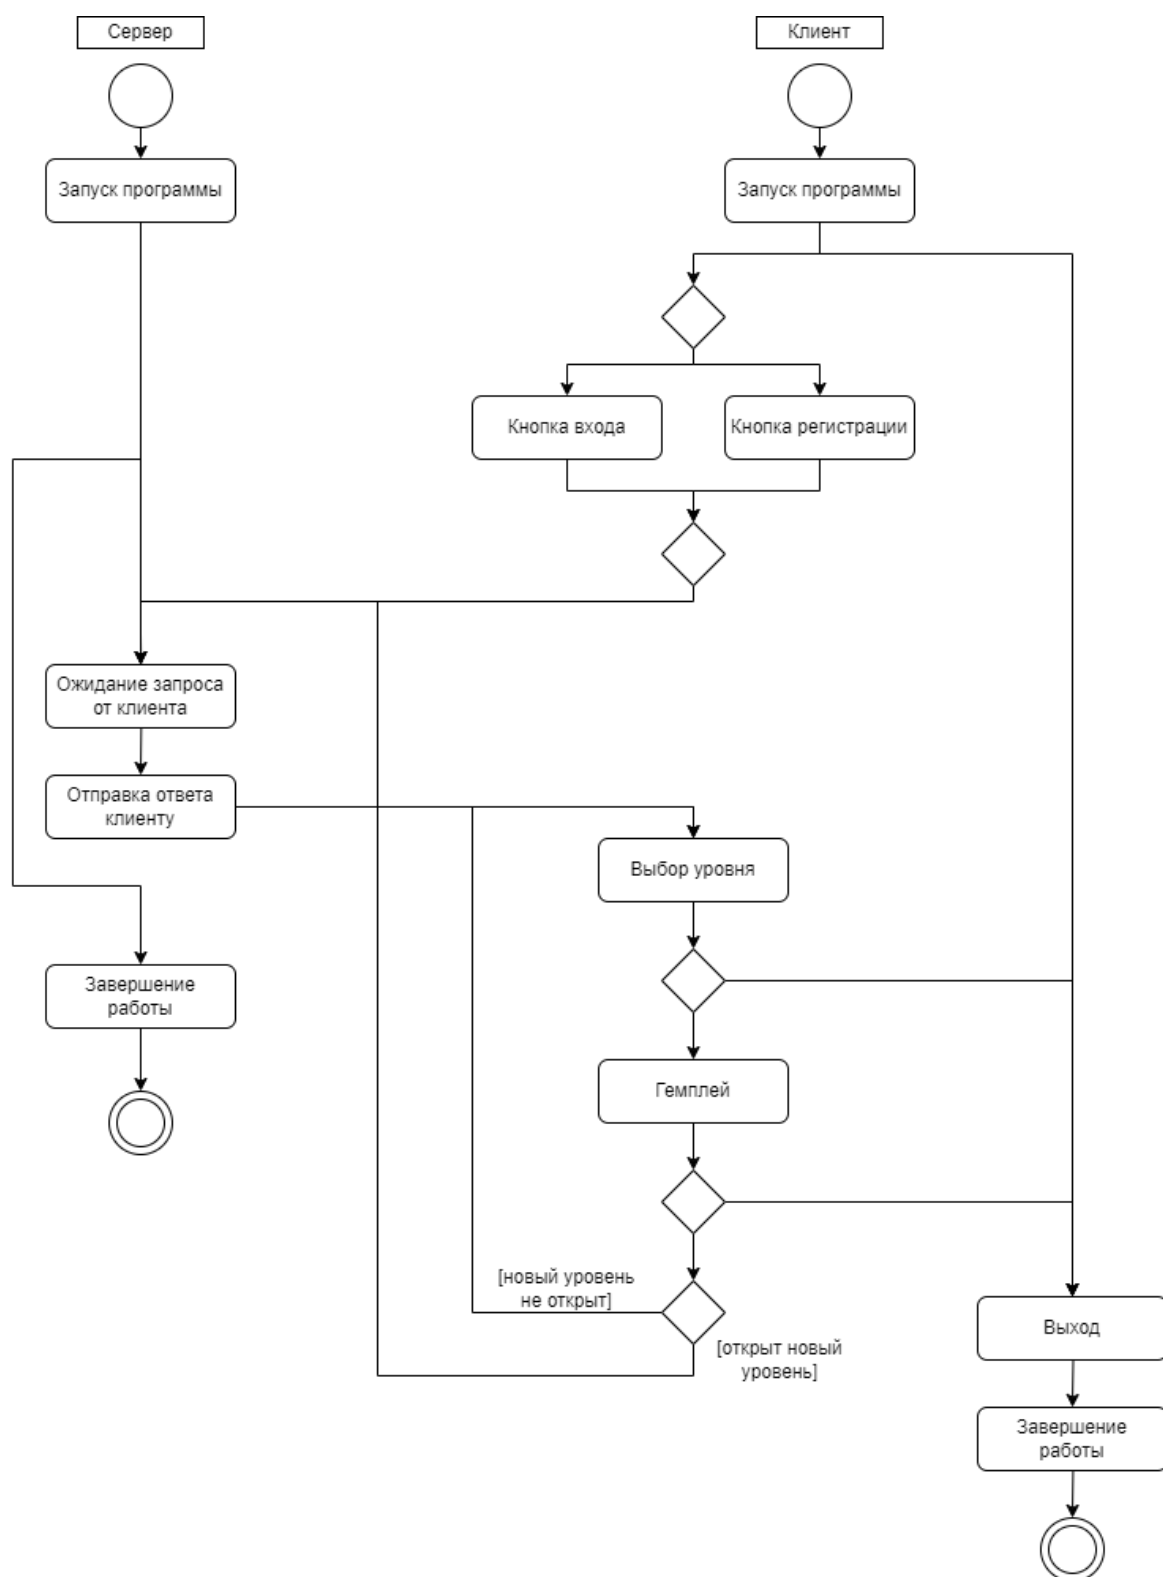 Сервер
Клиент
Запуск программы
Запуск программы
Кнопка входа
Кнопка регистрации
Ожидание запроса
от клиента
Отправка ответа
клиенту
Выбор уровня
Завершение
работы
Гемплей
[новый уровень
не открыт]
[открыт новый
уровень]
Выход
Завершение
работы